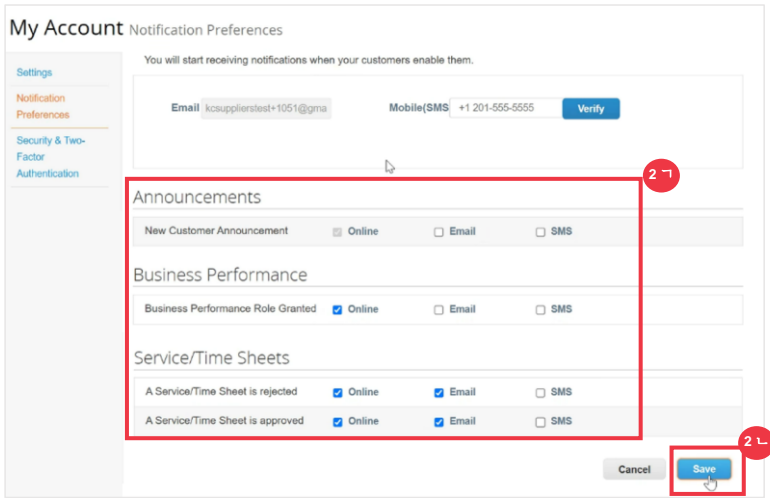 My Account Notification Preferences
You will start receiving notifications when your customers enable them.
Settings
Notification
Preferences
Security & Two-
Factor
Authentication
Email kcsupplierstest+1051@gma Mobile(SMS +1 201-555-5555 Verify
2ㄱ
Announcements
New Customer Announcement Online Email SMS
Business Performance
Business Performance Role Granted Online Email SMS
Service/Time Sheets
A Service/Time Sheet is rejected Online Email SMS
A Service/Time Sheet is approved Online Email SMS
2ㄴ
Cancel Save